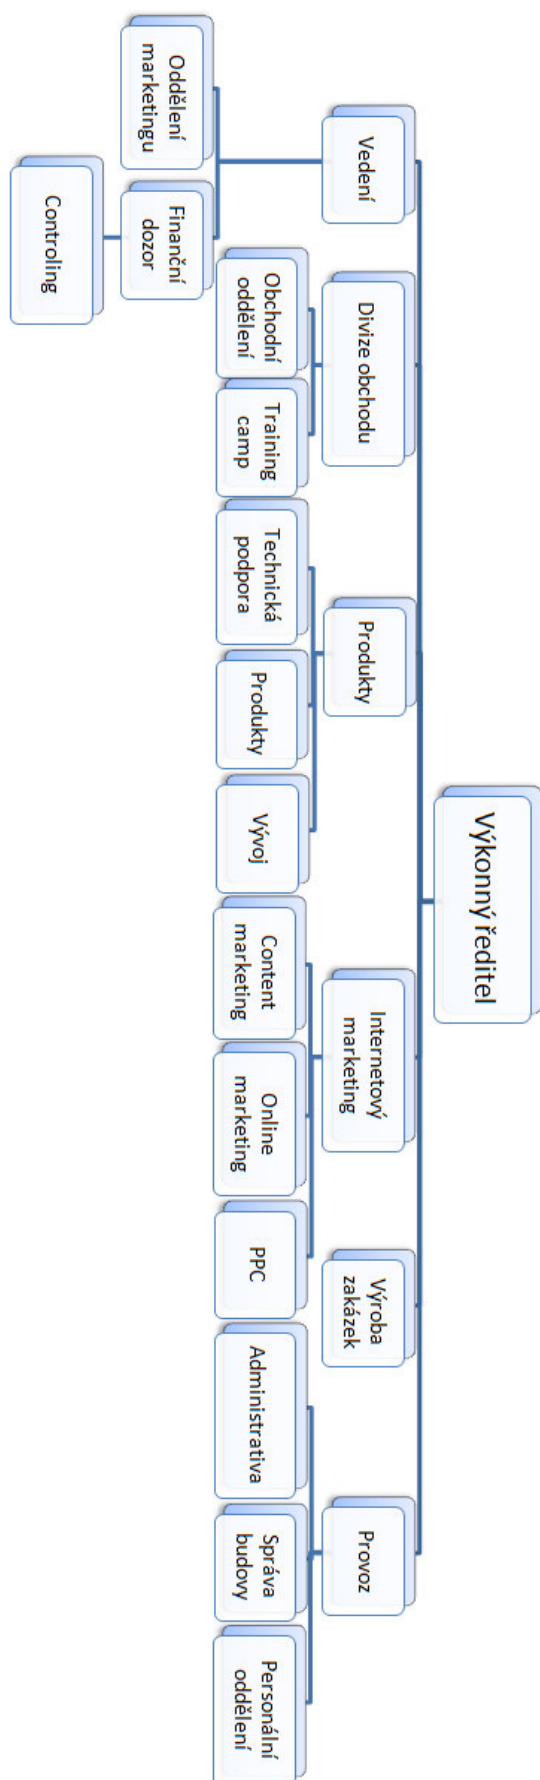 Výkonný ředitel
Vedení
Divize obchodu
Produkty
Internetový
marketing
Výroba
zakázek
Provoz
Oddělení
marketingu
Finanční
dozor
Obchodní
oddělení
Training
camp
Technická
podpora
Produkty
Vývoj
Content
marketing
Online
marketing
PPC
Administrativa
Správa
budovy
Personální
oddělení
Controling